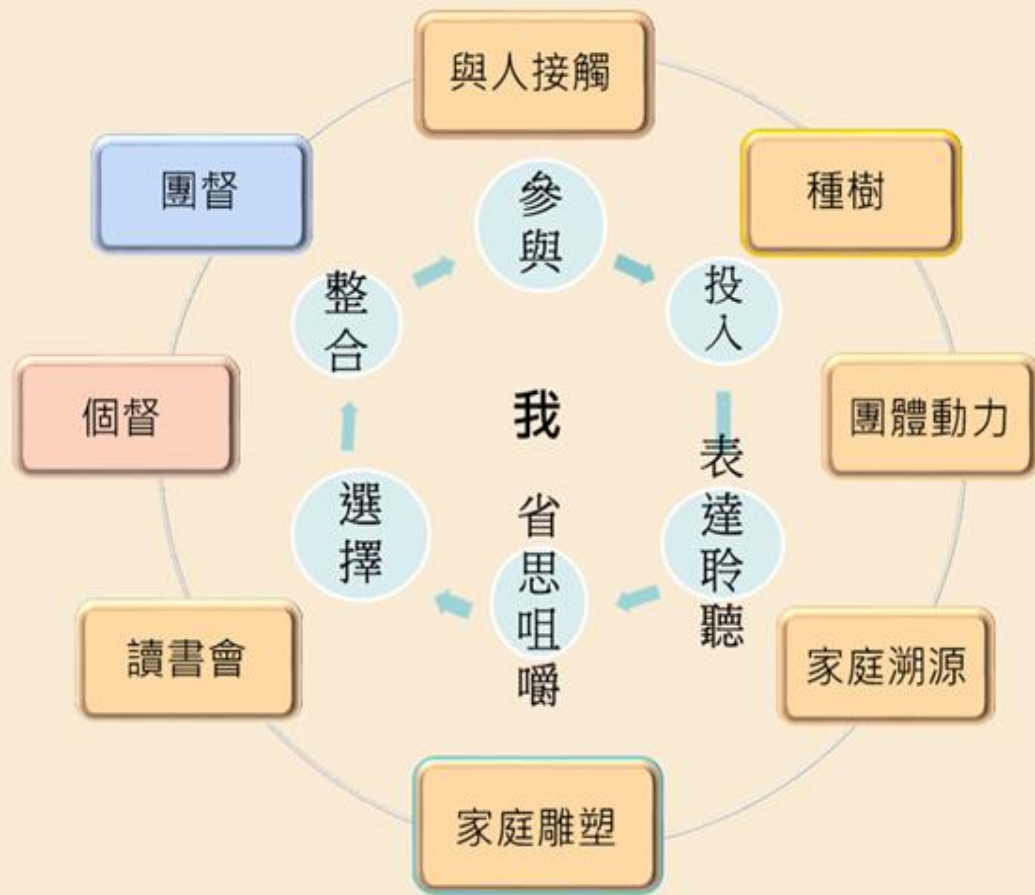 與人接觸
種樹
團體動力
家庭溯源
家庭雕塑
讀書會
個督
團督
參與
投入
表達聆聽
省思咀嚼
選擇
整合
我